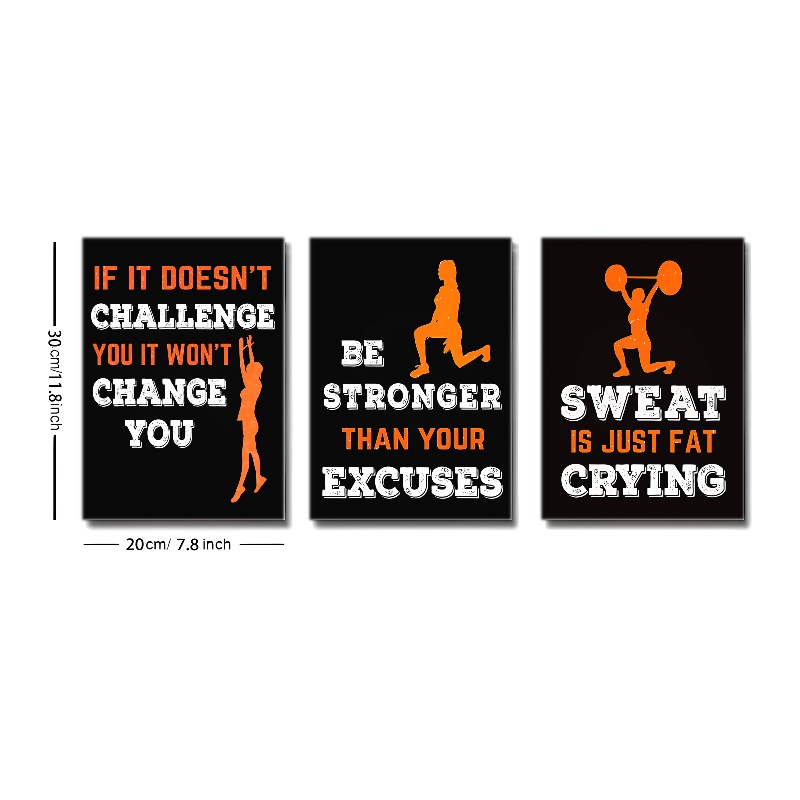 IF IT DOESN'T
CHALLENGE
YOU IT WON'T
CHANGE
YOU
BE
STRONGER
THAN YOUR
EXCUSES
SWEAT
IS JUST FAT
CRYING
30cm/11.8inch
20cm/ 7.8 inch